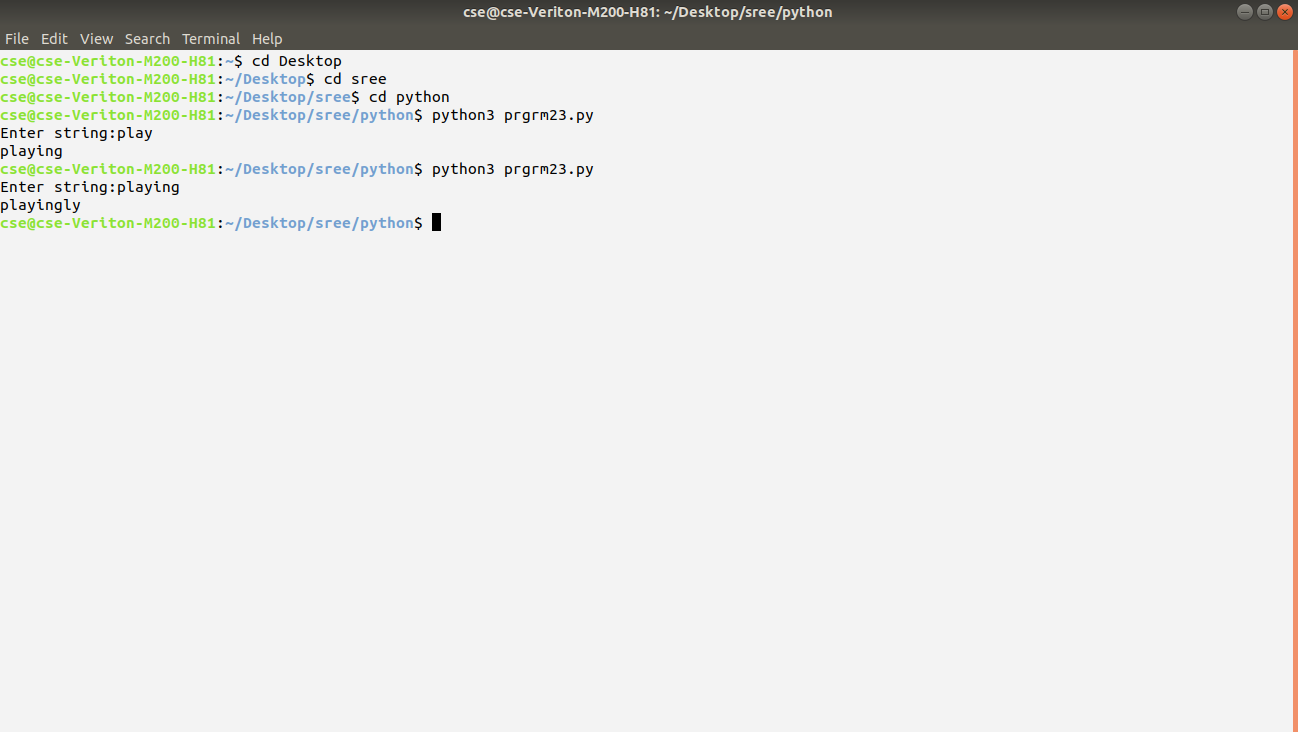 cse@cse-Veriton-M200-H81: ~/Desktop/sree/python
File Edit View Search Terminal Help
cse@cse-Veriton-M200-H81:~$ cd Desktop
cse@cse-Veriton-M200-H81:~/Desktop$ cd sree
cse@cse-Veriton-M200-H81:~/Desktop/sree$ cd python
cse@cse-Veriton-M200-H81:~/Desktop/sree/python$ python3 prgrm23.py
Enter string:play
playing
cse@cse-Veriton-M200-H81:~/Desktop/sree/python$ python3 prgrm23.py
Enter string:playing
playingly
cse@cse-Veriton-M200-H81:~/Desktop/sree/python$